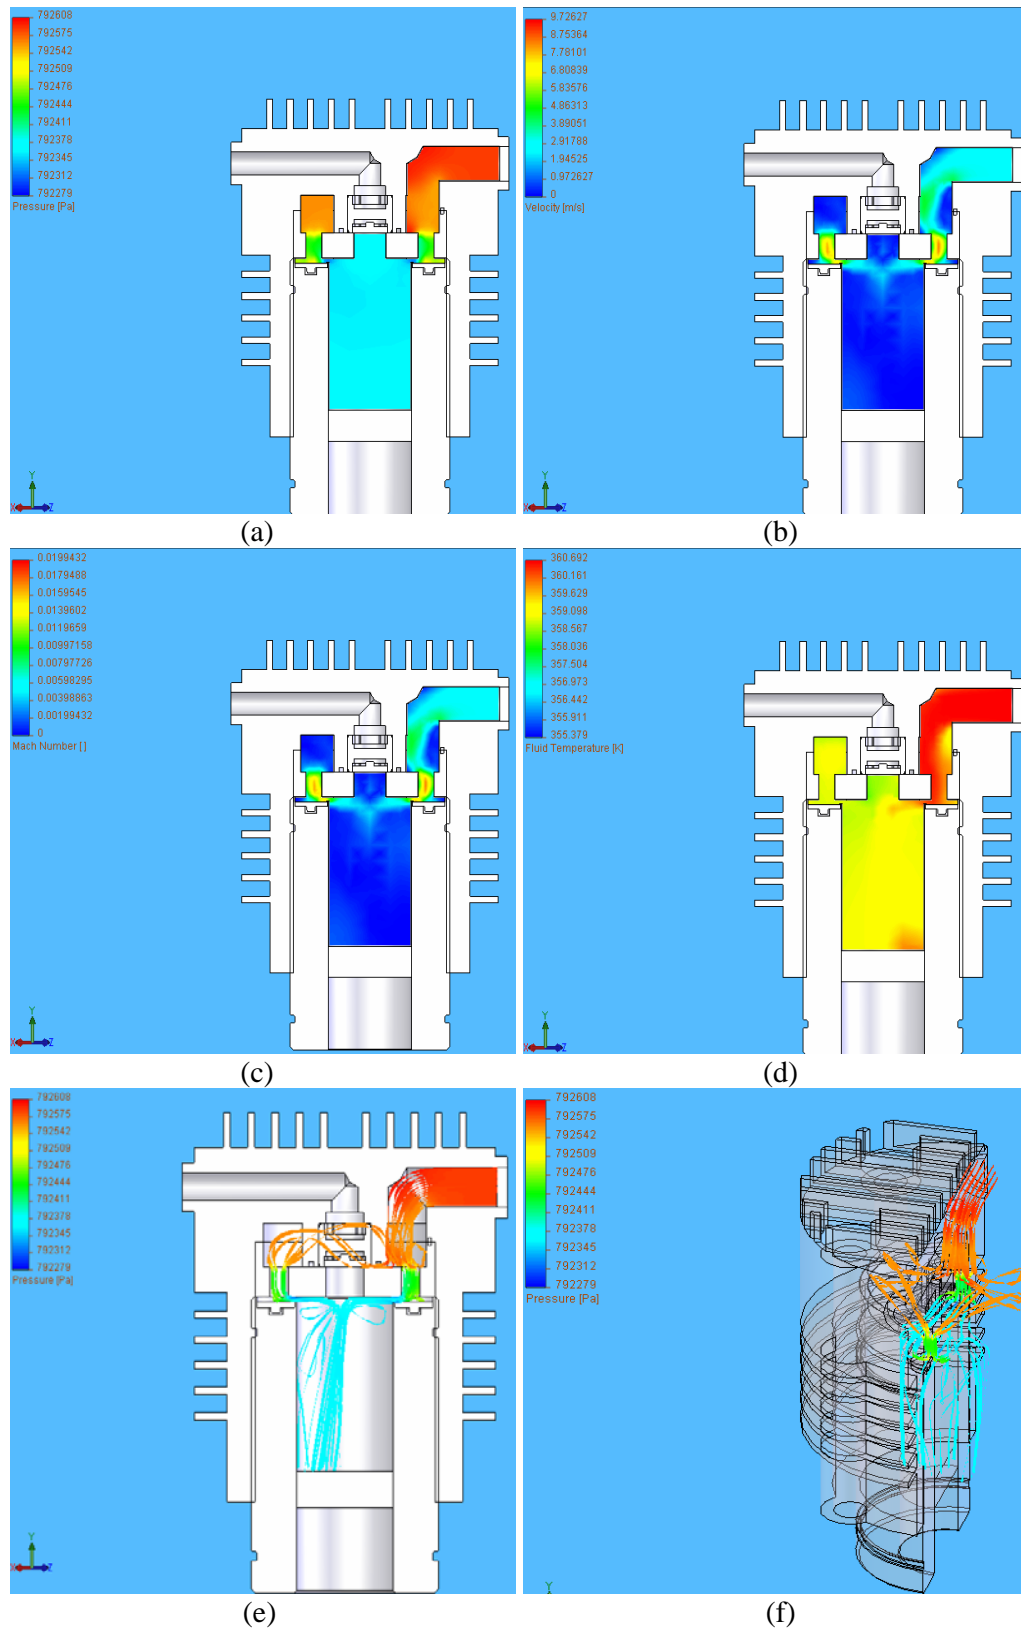 792608
792575
792542
792509
792476
792444
792411
792378
792345
792312
792279
Pressure [Pa]
Y
X
Z
(a)
9.72627
8.75364
7.78101
6.80839
5.83576
4.86313
3.89051
2.91788
1.94525
0.972627
0
Velocity [m/s]
Y
X
Z
(b)
0.0199432
0.0179488
0.0159545
0.0139602
0.0119659
0.00997158
0.00797726
0.00598295
0.00398863
0.00199432
0
Mach Number [ ]
Y
X
Z
(c)
360.692
360.161
359.629
359.098
358.567
358.036
357.504
356.973
356.442
355.911
355.379
Fluid Temperature [K]
Y
X
Z
(d)
792608
792575
792542
792509
792476
792444
792411
792378
792345
792312
792279
Pressure [Pa]
Y
X
Z
(e)
792608
792575
792542
792509
792476
792444
792411
792378
792345
792312
792279
Pressure [Pa]
Y
(f)